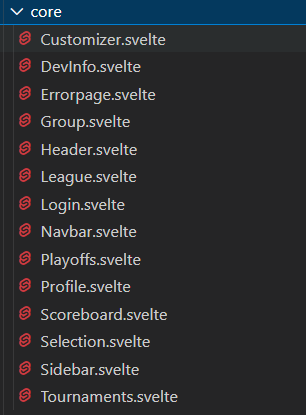 core
Customizer.svelte
DevInfo.svelte
Errorpage.svelte
Group.svelte
Header.svelte
League.svelte
Login.svelte
Navbar.svelte
Playoffs.svelte
Profile.svelte
Scoreboard.svelte
Selection.svelte
Sidebar.svelte
Tournaments.svelte